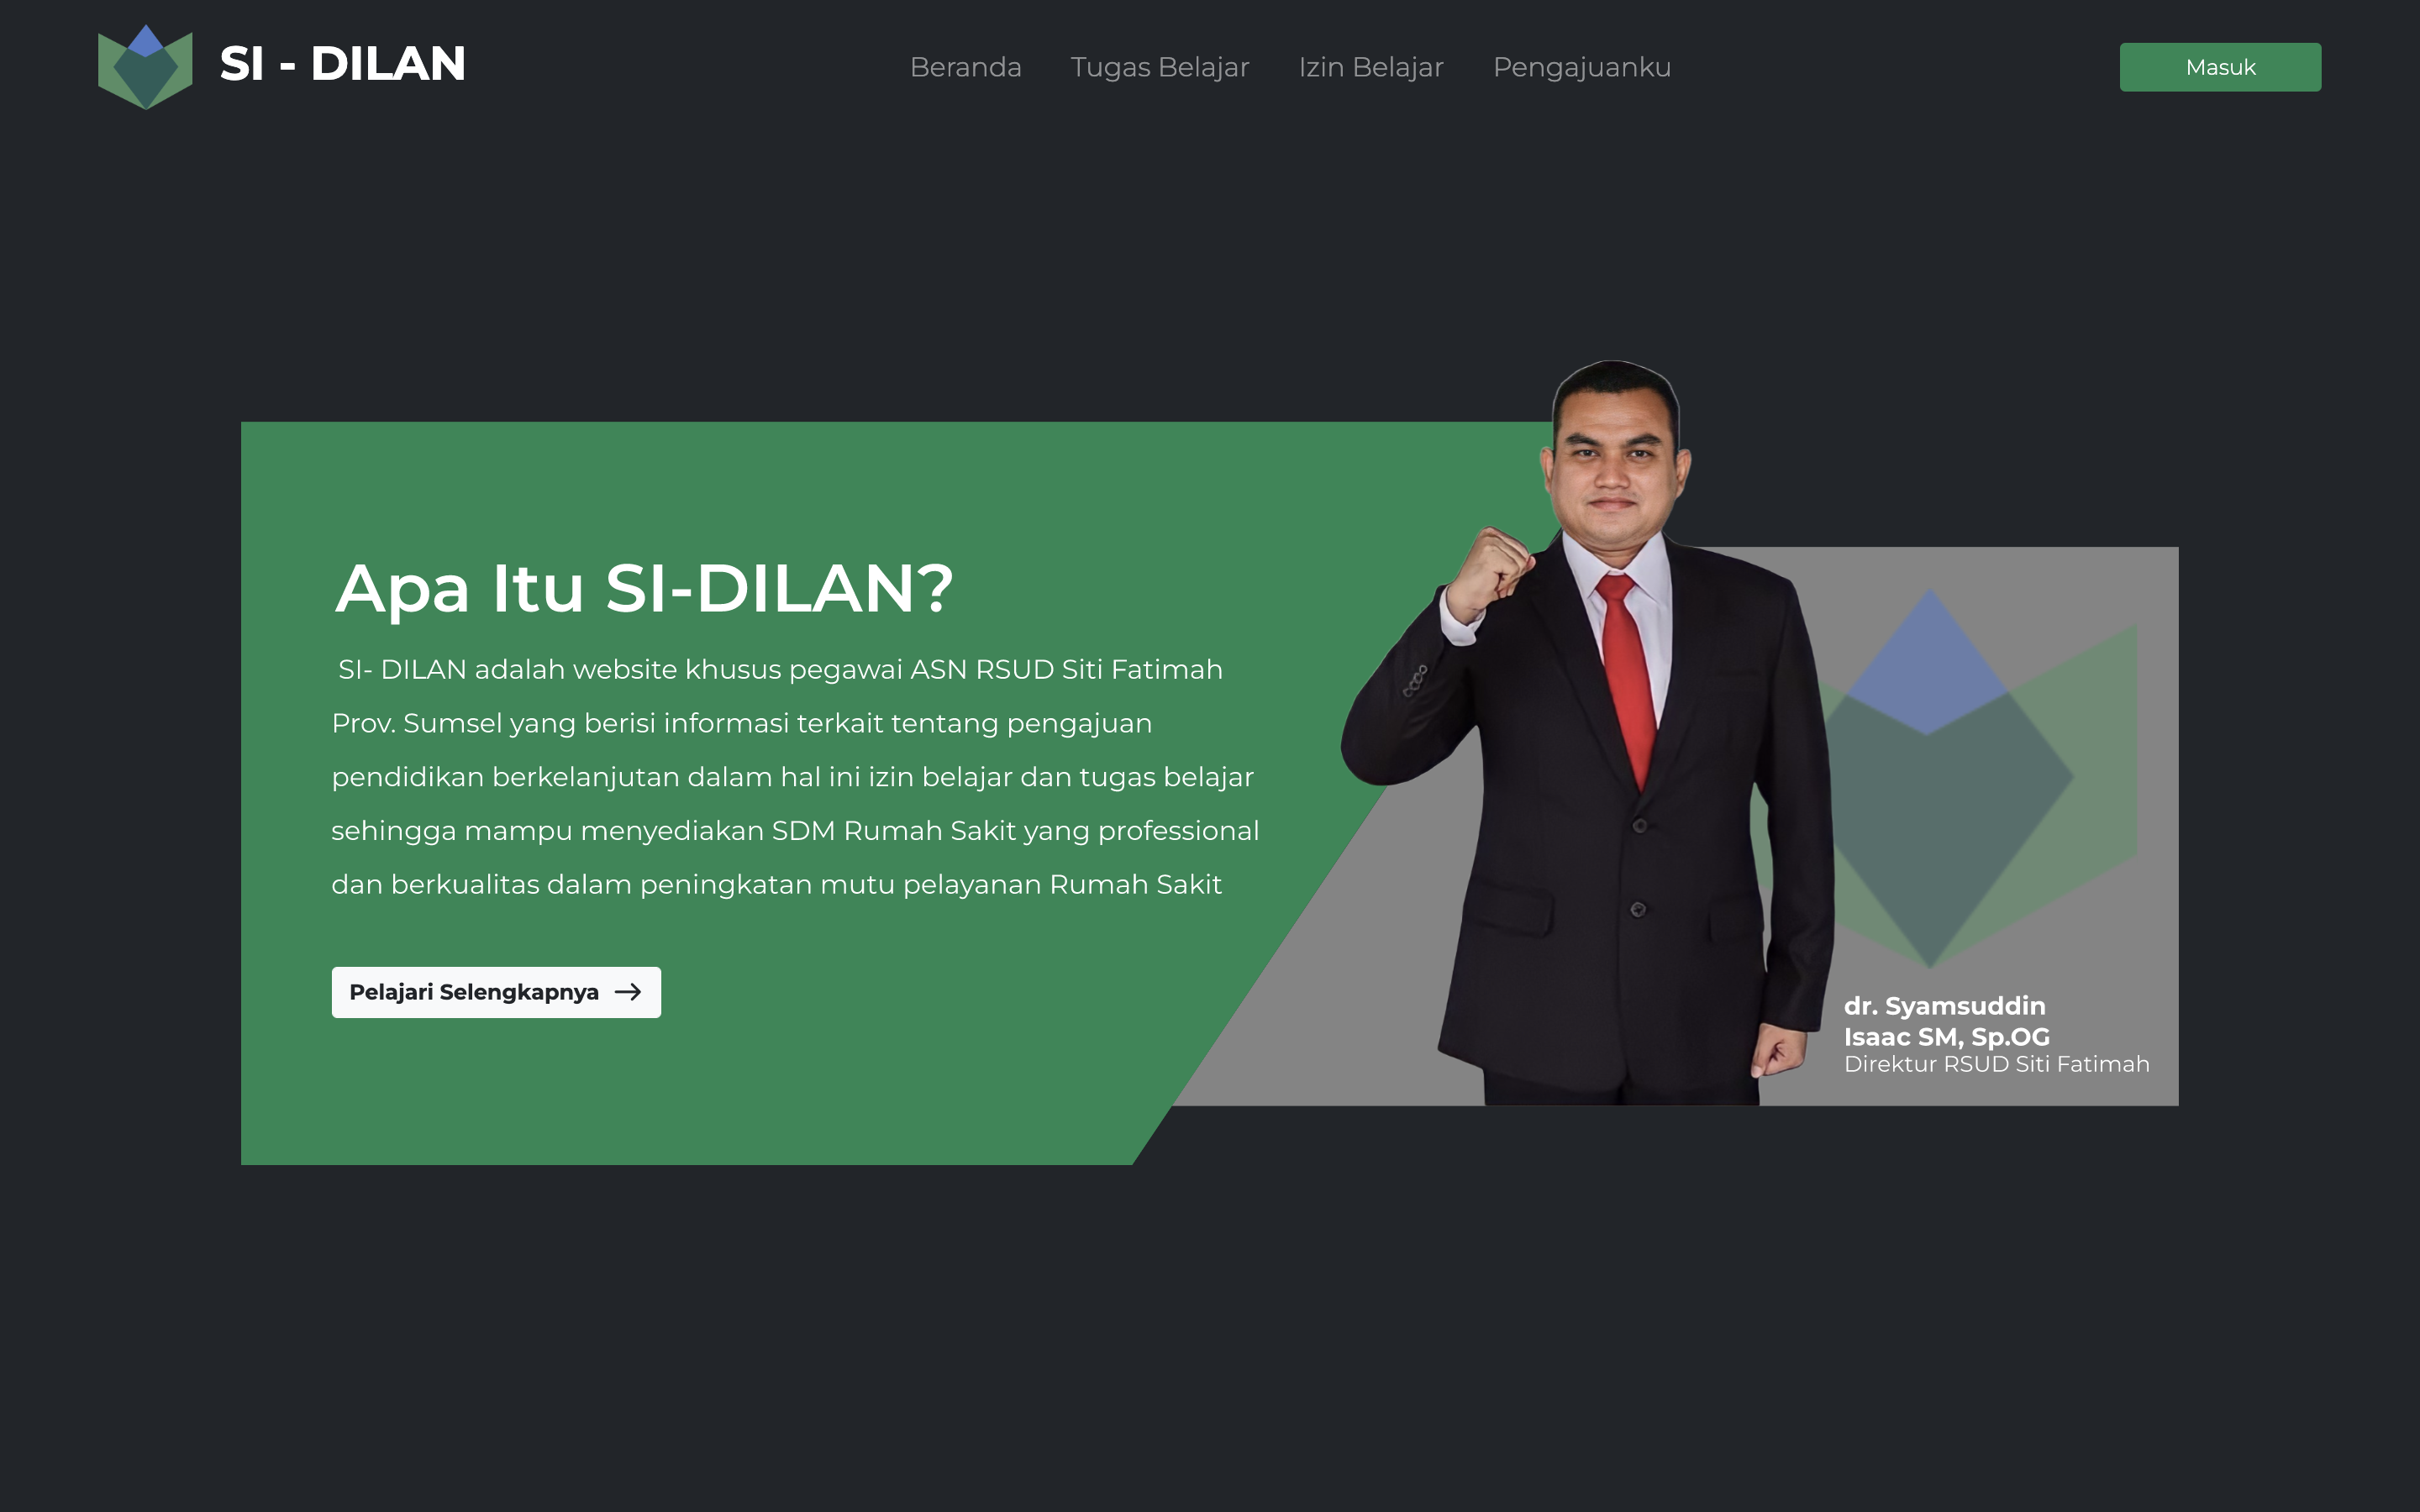 SI - DILAN
Beranda
Tugas Belajar
Izin Belajar
Pengajuanku
Masuk
Apa Itu SI-DILAN?
SI- DILAN adalah website khusus pegawai ASN RSUD Siti Fatimah
Prov. Sumsel yang berisi informasi terkait tentang pengajuan
pendidikan berkelanjutan dalam hal ini izin belajar dan tugas belajar
sehingga mampu menyediakan SDM Rumah Sakit yang professional
dan berkualitas dalam peningkatan mutu pelayanan Rumah Sakit
Pelajari Selengkapnya
dr. Syamsuddin
Isaac SM, Sp.OG
Direktur RSUD Siti Fatimah